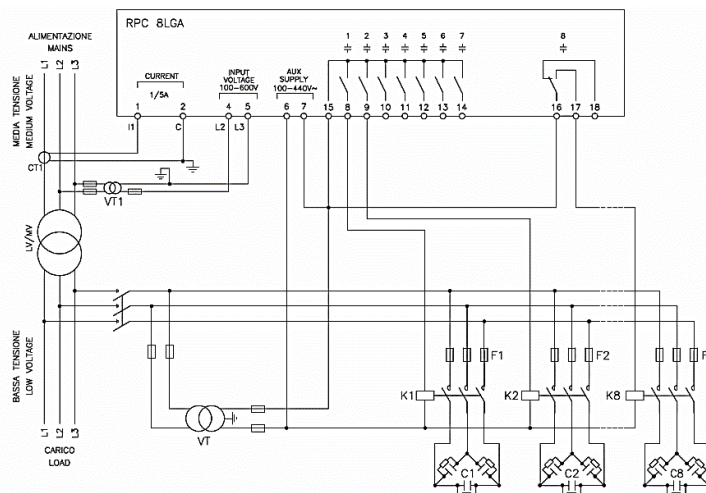 RPC 8LGA
ALIMENTAZIONE
MAINS
L1 L2 L3
MEDIA TENSIONE
MEDIUM VOLTAGE
CURRENT
1/5A
INPUT
VOLTAGE
100-600V
AUX
SUPPLY
100-440V~
1 2 3 4 5 6 7 8
1 2 4 5 6 7 15 8 9 10 11 12 13 14 16 17 18
I1 C L2 L3
CT1
VT1
LV/MV
BASSA TENSIONE
LOW VOLTAGE
F1 F2 F
K1 K2 K8
VT
L1 L2 L3
CARICO
LOAD
C1 C2 C8